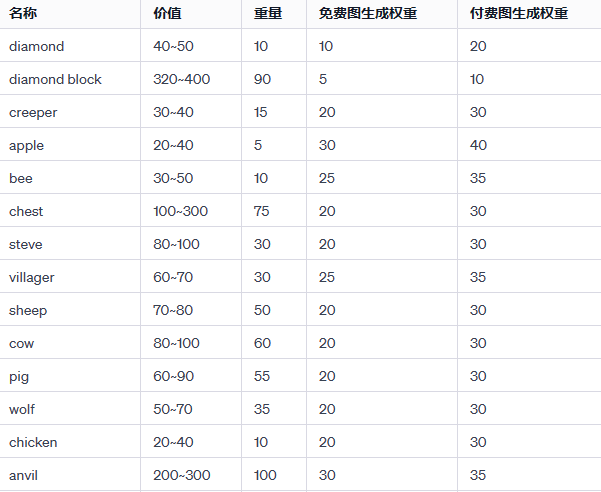 名称 价值 重量 免费图生成权重 付费图生成权重
diamond 40~50 10 10 20
diamond block 320~400 90 5 10
creeper 30~40 15 20 30
apple 20~40 5 30 40
bee 30~50 10 25 35
chest 100~300 75 20 30
steve 80~100 30 20 30
villager 60~70 30 25 35
sheep 70~80 50 20 30
cow 80~100 60 20 30
pig 60~90 55 20 30
wolf 50~70 35 20 30
chicken 20~40 10 20 30
anvil 200~300 100 30 35